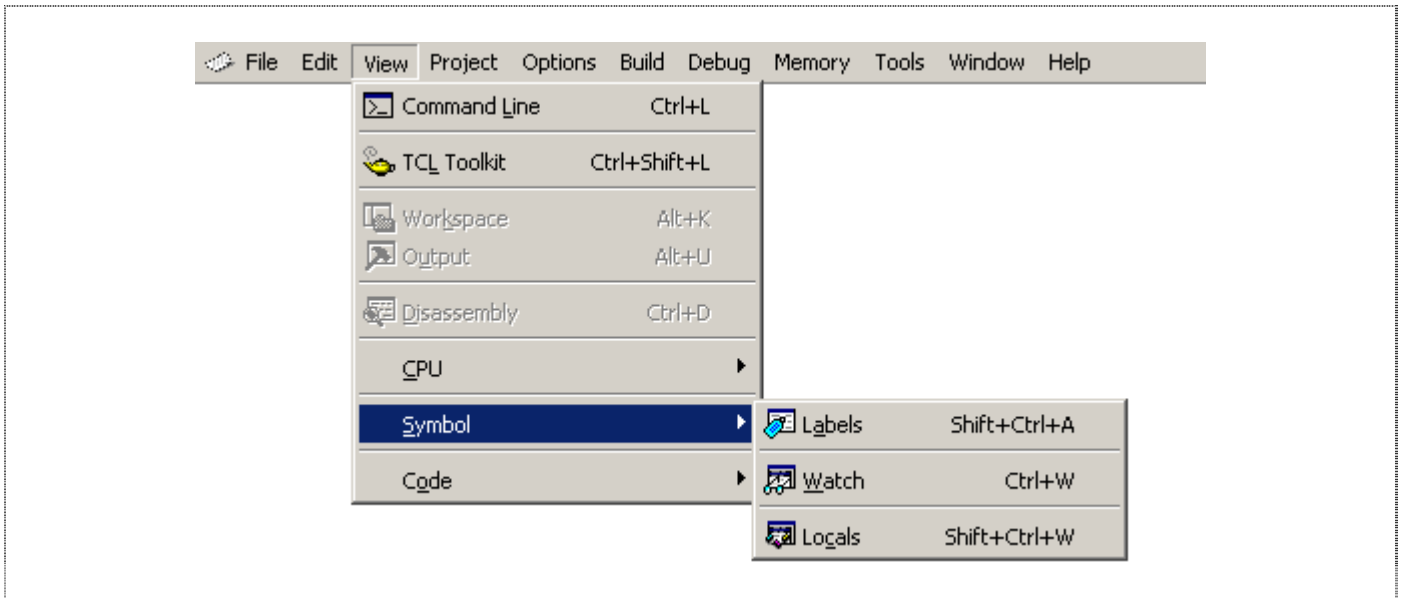 File Edit View Project Options Build Debug Memory Tools Window Help
Command Line Ctrl+L
TCL Toolkit Ctrl+Shift+L
Workspace Alt+K
Output Alt+U
Disassembly Ctrl+D
CPU
Symbol
Labels Shift+Ctrl+A
Watch Ctrl+W
Locals Shift+Ctrl+W
Code